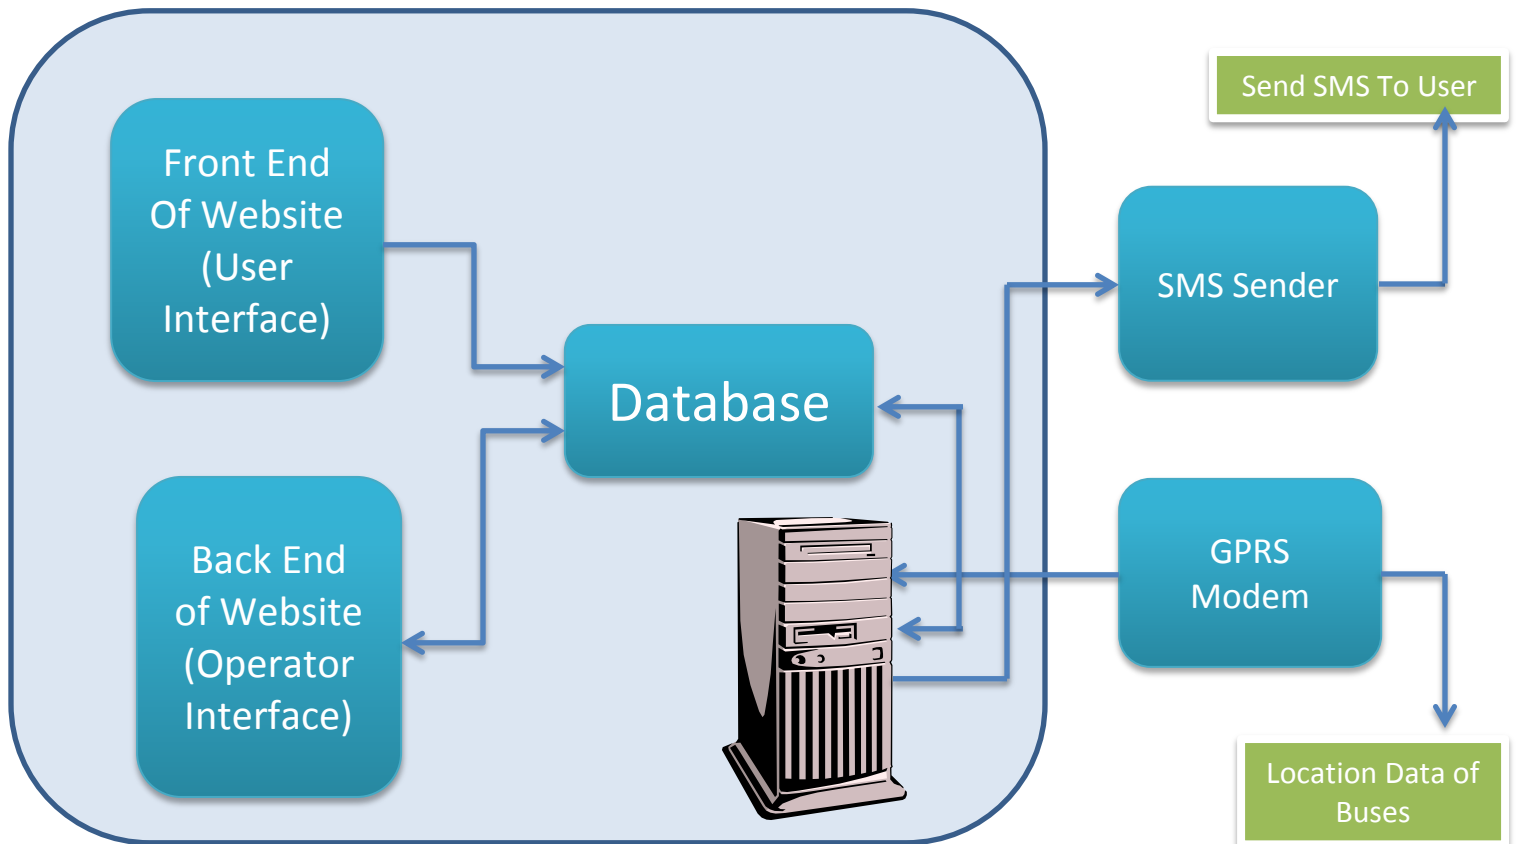 Send SMS To User
Front End
Of Website
(User
Interface)
SMS Sender
Database
Back End
of Website
(Operator
Interface)
GPRS
Modem
Location Data of
Buses